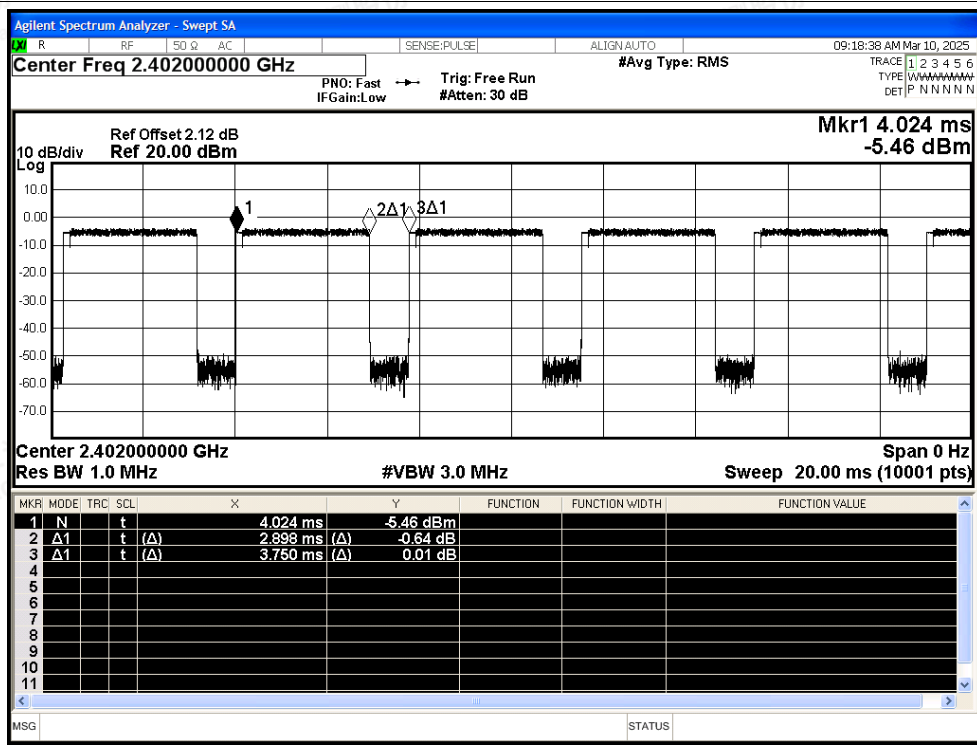 Agilent Spectrum Analyzer - Swept SA
LXI R RF 50 Ω AC SENSE:PULSE ALIGN AUTO 09:18:38 AM Mar 10, 2025
Center Freq 2.402000000 GHz #Avg Type: RMS TRACE 1 2 3 4 5 6
PNO: Fast Trig: Free Run TYPE WWWWWW
IFGain:Low #Atten: 30 dB DET P N N N N N
Mkr1 4.024 ms
-5.46 dBm
Ref Offset 2.12 dB
10 dB/div Ref 20.00 dBm
Log
10.0
0.00
-10.0
-20.0
-30.0
-40.0
-50.0
-60.0
-70.0
1 2Δ1 3Δ1
Center 2.402000000 GHz Span 0 Hz
Res BW 1.0 MHz #VBW 3.0 MHz Sweep 20.00 ms (10001 pts)
MKR MODE TRC SCL X Y FUNCTION FUNCTION WIDTH FUNCTION VALUE
1 N t 4.024 ms -5.46 dBm
2 Δ1 t (Δ) 2.898 ms (Δ) -0.64 dB
3 Δ1 t (Δ) 3.750 ms (Δ) 0.01 dB
4
5
6
7
8
9
10
11
MSG STATUS